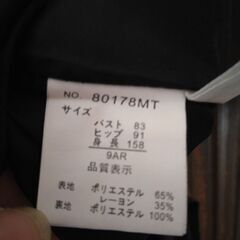 NO. 80178MT
サイズ
バスト 83
ヒップ 91
身長 158
9AR
品質表示
表地 ポリエステル 65%
レーヨン 35%
裏地 ポリエステル 100%